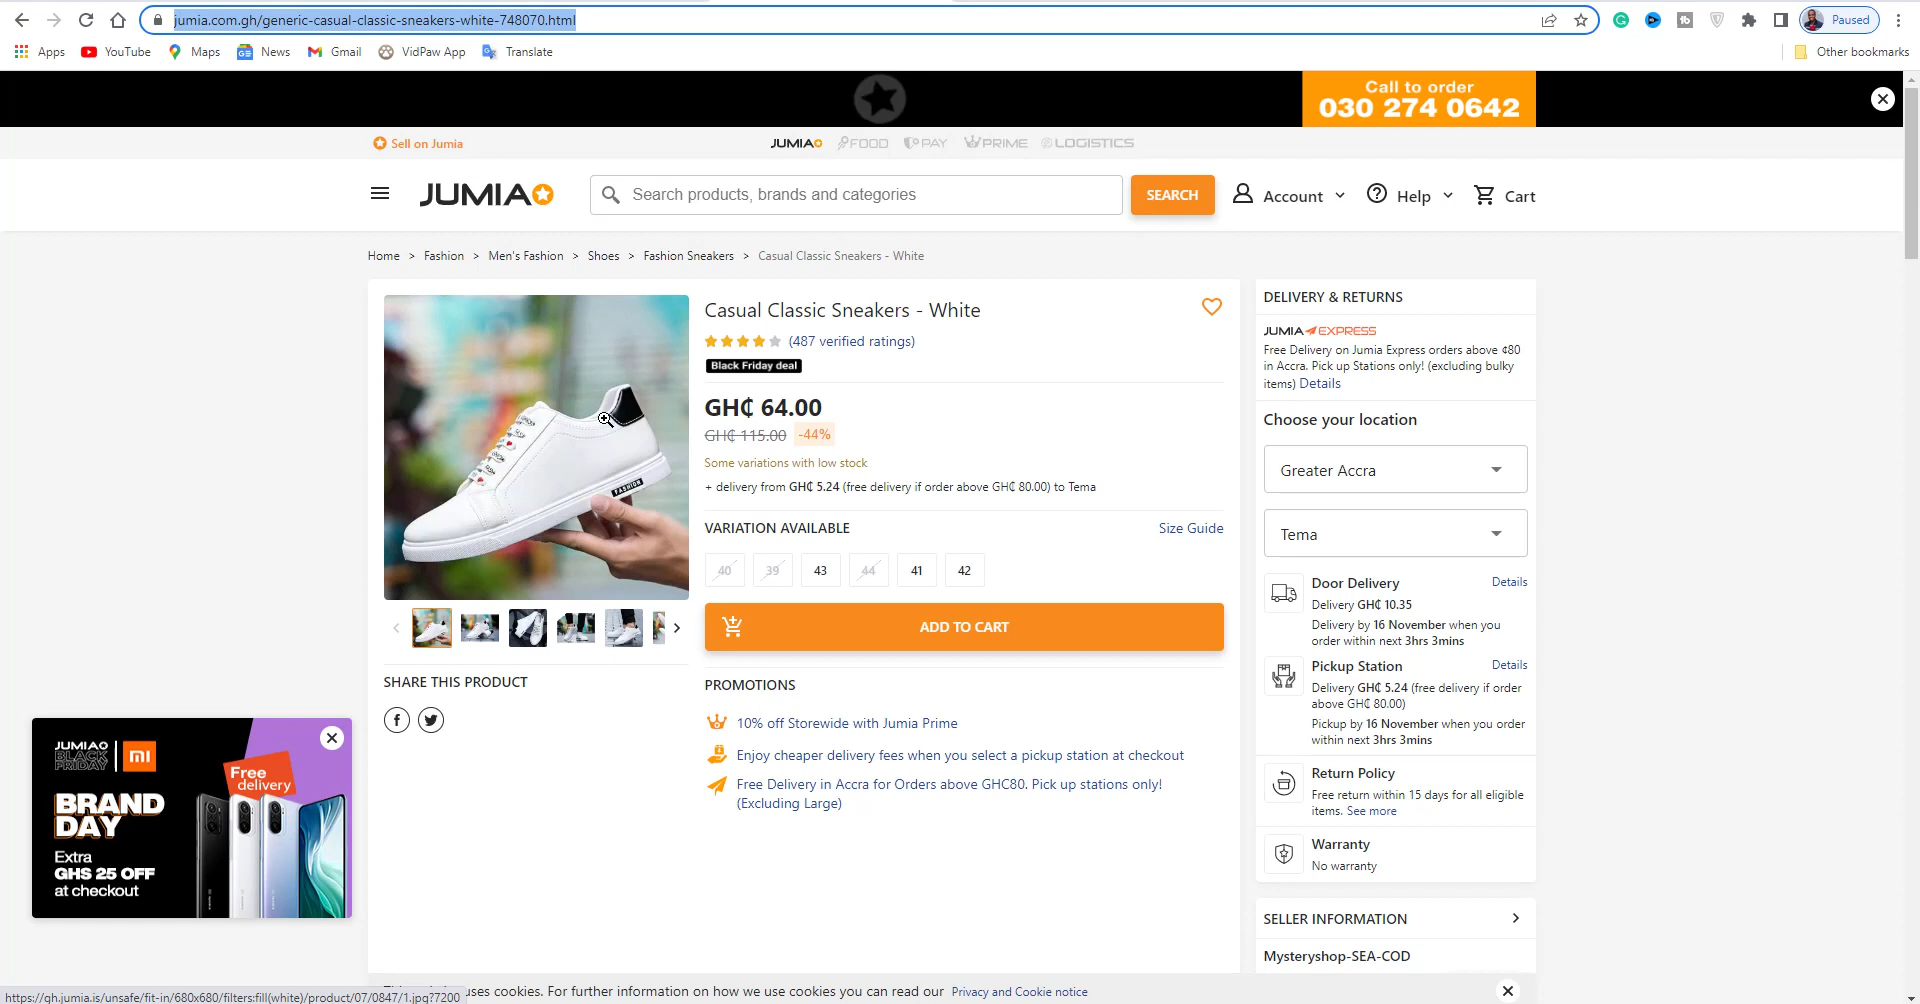 jumia.com.gh/generic-casual-classic-sneakers-white-748070.html
Paused
Apps
YouTube
Maps
News
Gmail
VidPaw App
Translate
Other bookmarks
Call to order
030 274 0642
Sell on Jumia
JUMIA
FOOD
PAY
PRIME
LOGISTICS
JUMIA
Search products, brands and categories
SEARCH
Account
Help
Cart
Home > Fashion > Men's Fashion > Shoes > Fashion Sneakers > Casual Classic Sneakers - White
FASHION
SHARE THIS PRODUCT
Casual Classic Sneakers - White
(487 verified ratings)
Black Friday deal
GH₵ 64.00
GH₵ 115.00 -44%
Some variations with low stock
+ delivery from GH₵ 5.24 (free delivery if order above GH₵ 80.00) to Tema
VARIATION AVAILABLE
Size Guide
40 39 43 44 41 42
ADD TO CART
PROMOTIONS
10% off Storewide with Jumia Prime
Enjoy cheaper delivery fees when you select a pickup station at checkout
Free Delivery in Accra for Orders above GHC80. Pick up stations only!
(Excluding Large)
DELIVERY & RETURNS
JUMIA EXPRESS
Free Delivery on Jumia Express orders above ¢80
in Accra. Pick up Stations only! (excluding bulky
items) Details
Choose your location
Greater Accra
Tema
Door Delivery
Details
Delivery GH₵ 10.35
Delivery by 16 November when you
order within next 3hrs 3mins
Pickup Station
Details
Delivery GH₵ 5.24 (free delivery if order
above GH₵ 80.00)
Pickup by 16 November when you order
within next 3hrs 3mins
Return Policy
Free return within 15 days for all eligible
items. See more
Warranty
No warranty
SELLER INFORMATION
Mysteryshop-SEA-COD
JUMIA
BLACK
FRIDAY
MI
Free
delivery
BRAND
DAY
Extra
GHS 25 OFF
at checkout
uses cookies. For further information on how we use cookies you can read our Privacy and Cookie notice
https://gh.jumia.is/unsafe/fit-in/680x680/filters:fill(white)/product/07/0847/1.jpg?7200